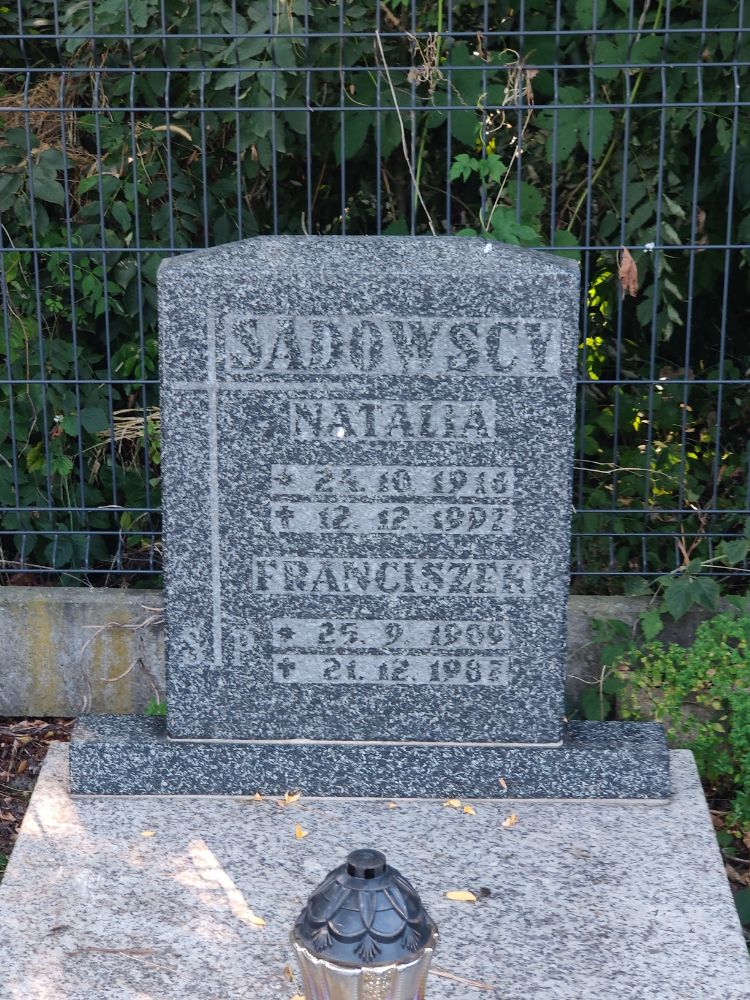 SADOWSCY
NATALIA
* 24. 10. 1918
✝ 12. 12. 1997
FRANCISZEK
* 25. 9. 1909
✝ 21. 12. 1987
Ś P